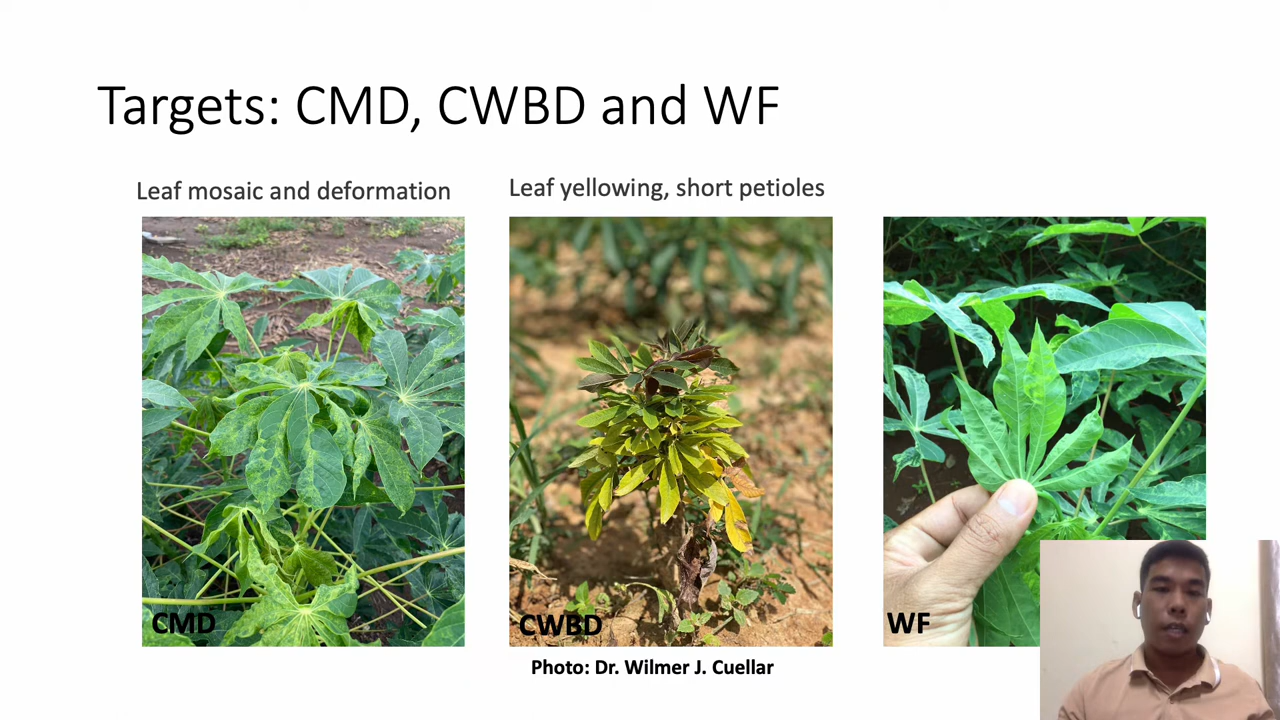 Targets: CMD, CWBD and WF
Leaf mosaic and deformation
Leaf yellowing, short petioles
CMD
CWBD
WF
Photo: Dr. Wilmer J. Cuellar